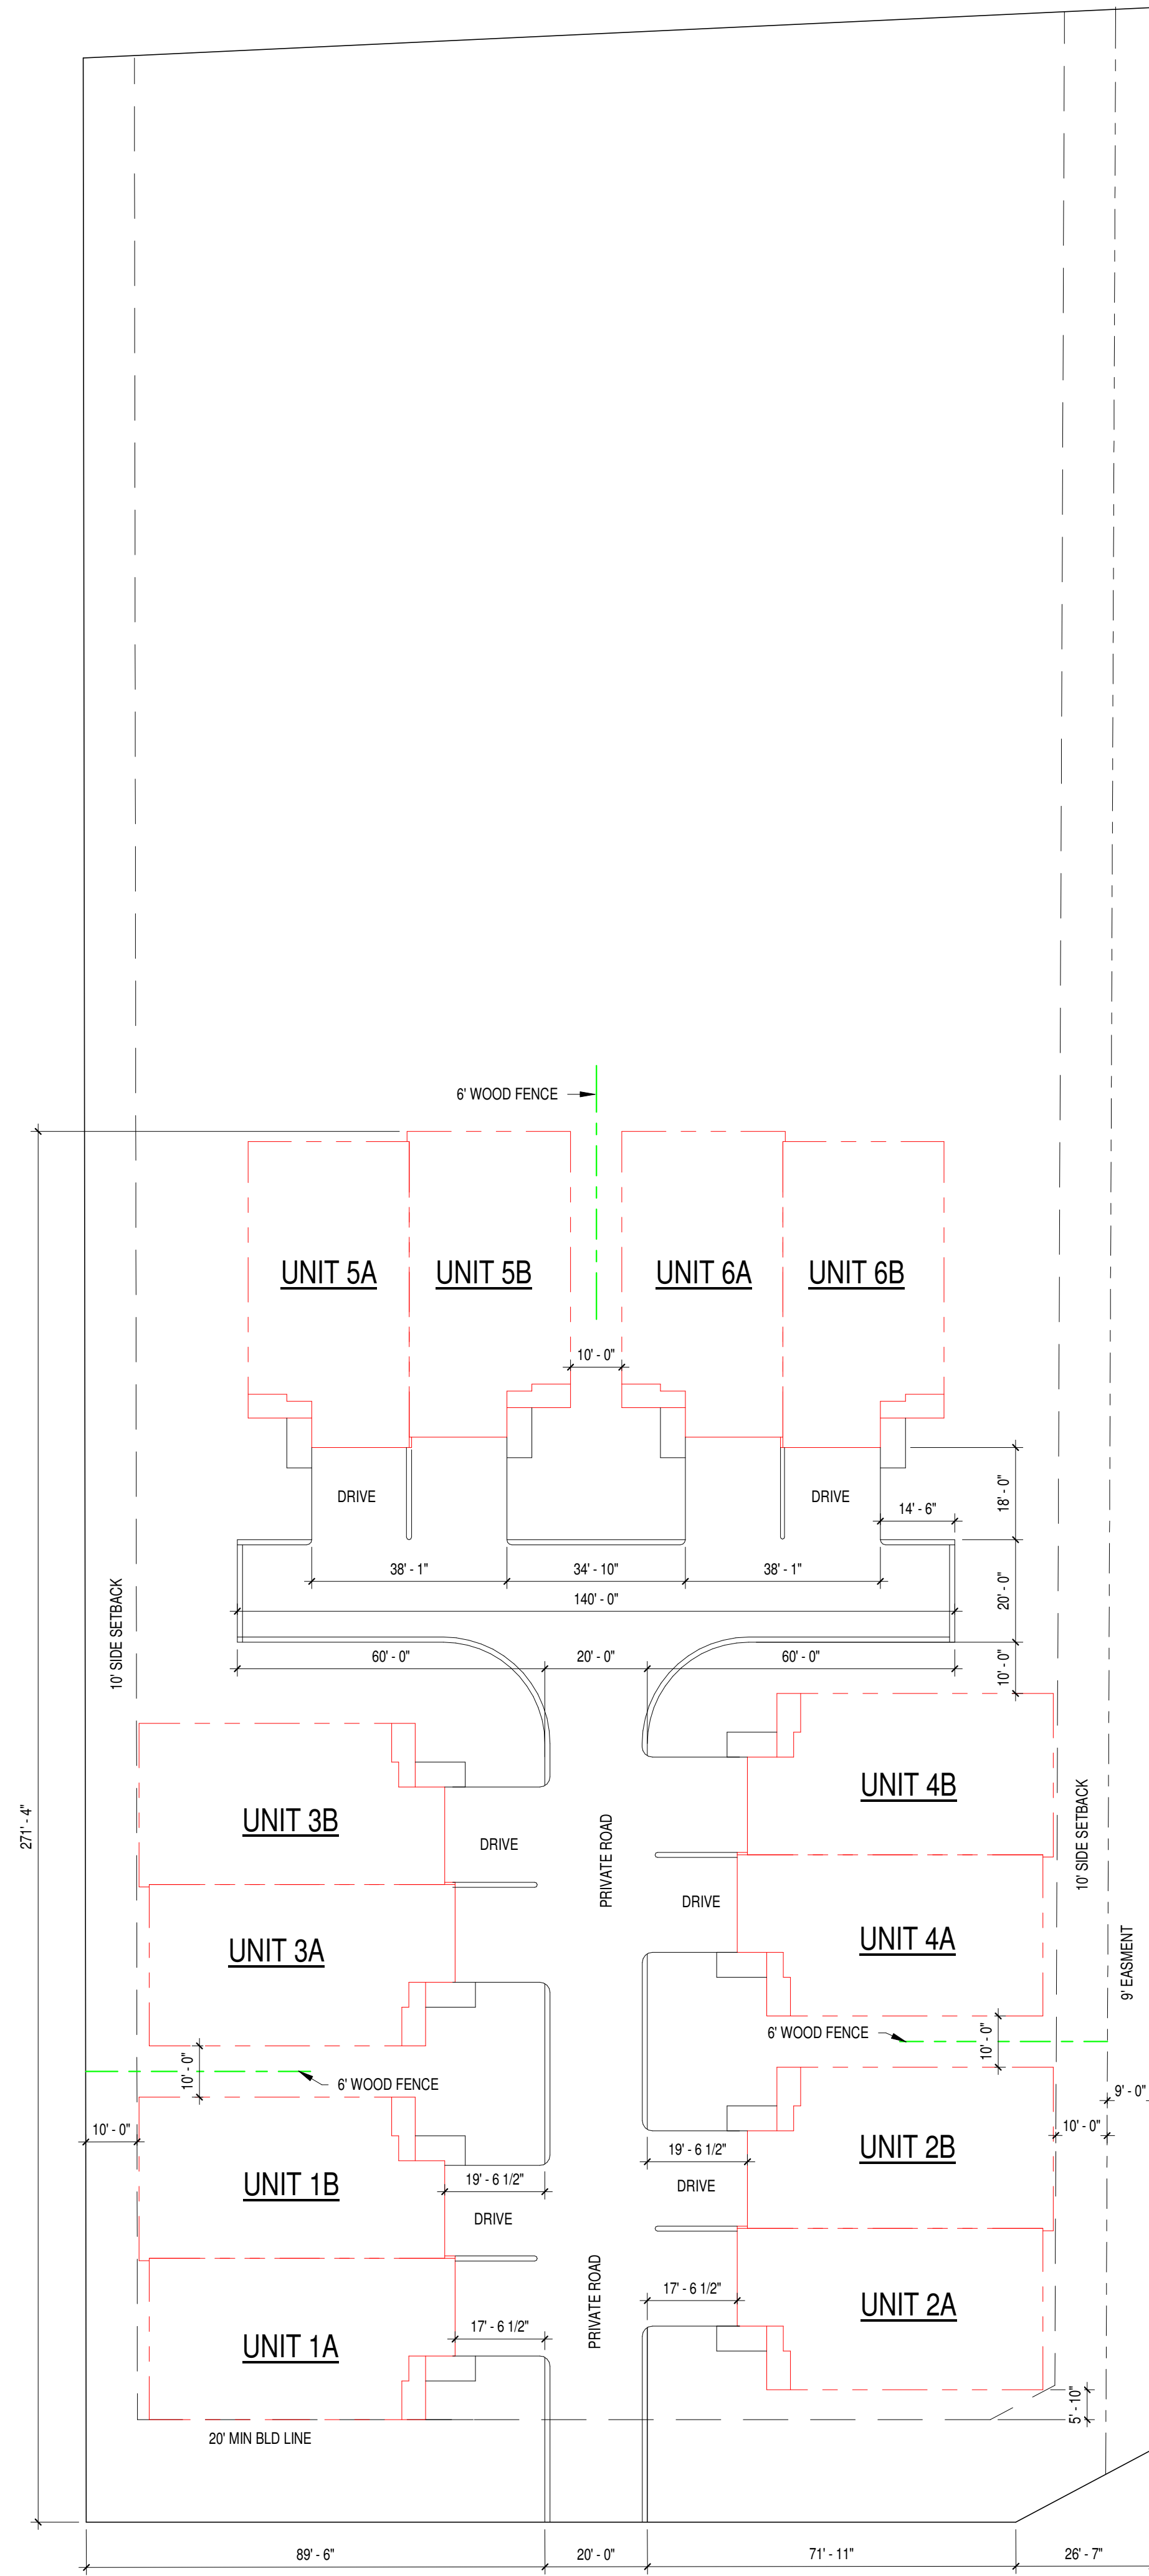 6' WOOD FENCE
UNIT 5A
UNIT 5B
UNIT 6A
UNIT 6B
10' - 0"
DRIVE
DRIVE
18' - 0"
14' - 6"
38' - 1"
34' - 10"
38' - 1"
140' - 0"
20' - 0"
10' SIDE SETBACK
60' - 0"
20' - 0"
60' - 0"
10' - 0"
271' - 4"
UNIT 3B
UNIT 4B
DRIVE
PRIVATE ROAD
10' SIDE SETBACK
DRIVE
UNIT 3A
UNIT 4A
9' EASMENT
6' WOOD FENCE
10' - 0"
10' - 0"
6' WOOD FENCE
9' - 0"
10' - 0"
10' - 0"
19' - 6 1/2"
19' - 6 1/2"
UNIT 1B
UNIT 2B
DRIVE
DRIVE
PRIVATE ROAD
17' - 6 1/2"
17' - 6 1/2"
UNIT 1A
UNIT 2A
5' - 10"
20' MIN BLD LINE
89' - 6"
20' - 0"
71' - 11"
26' - 7"